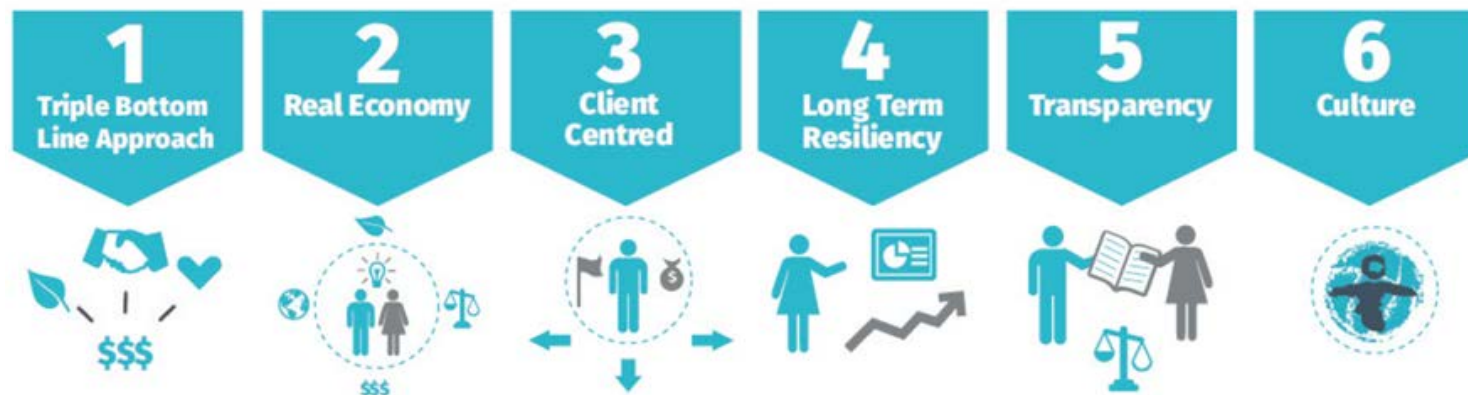 1
Triple Bottom
Line Approach
2
Real Economy
3
Client
Centred
4
Long Term
Resiliency
5
Transparency
6
Culture
$$$
$$$
$